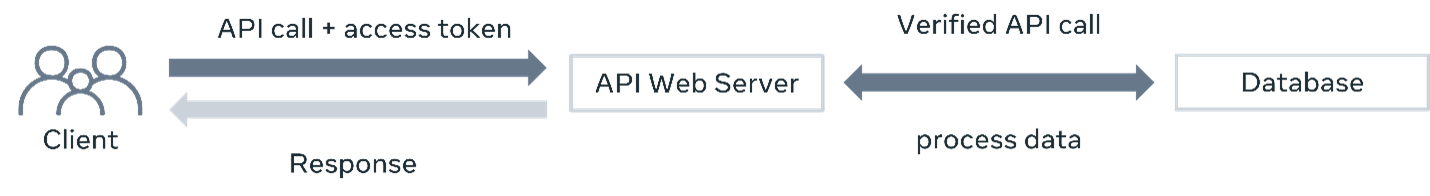 API call + access token
Verified API call
API Web Server
Database
Client
process data
Response